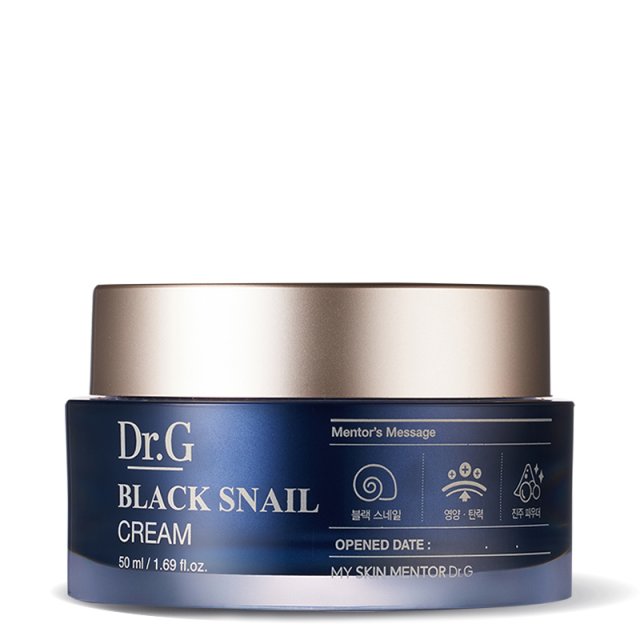 Dr.G
BLACK SNAIL
CREAM
50 ml / 1.69 fl.oz.
Mentor's Message
블랙 스네일
영양 · 탄력
진주 파우더
OPENED DATE : . .
MY SKIN MENTOR Dr.G